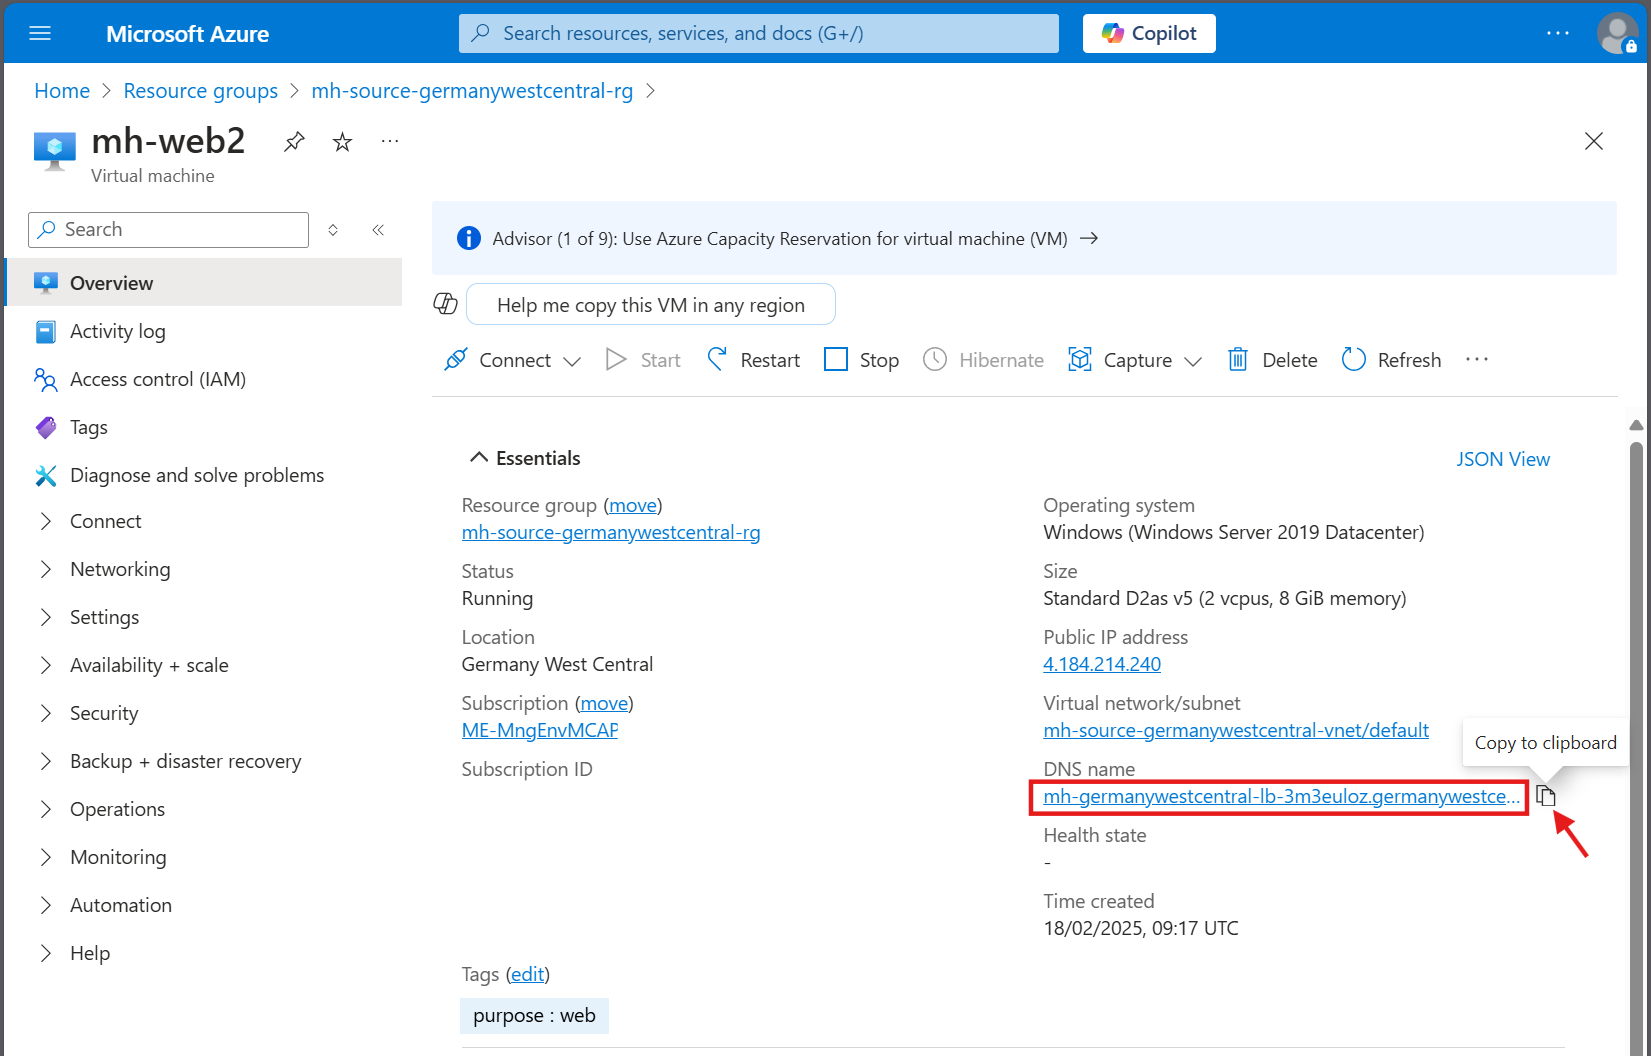 Microsoft Azure
Search resources, services, and docs (G+/)
Copilot
Home > Resource groups > mh-source-germanywestcentral-rg >
mh-web2
Virtual machine
Search
Overview
Activity log
Access control (IAM)
Tags
Diagnose and solve problems
Connect
Networking
Settings
Availability + scale
Security
Backup + disaster recovery
Operations
Monitoring
Automation
Help
Advisor (1 of 9): Use Azure Capacity Reservation for virtual machine (VM) →
Help me copy this VM in any region
Connect Start Restart Stop Hibernate Capture Delete Refresh ...
Essentials
JSON View
Resource group (move)
mh-source-germanywestcentral-rg
Status
Running
Location
Germany West Central
Subscription (move)
ME-MngEnvMCAP
Subscription ID
Operating system
Windows (Windows Server 2019 Datacenter)
Size
Standard D2as v5 (2 vcpus, 8 GiB memory)
Public IP address
4.184.214.240
Virtual network/subnet
mh-source-germanywestcentral-vnet/default
Copy to clipboard
DNS name
mh-germanywestcentral-lb-3m3euloz.germanywestce...
Health state
-
Time created
18/02/2025, 09:17 UTC
Tags (edit)
purpose : web